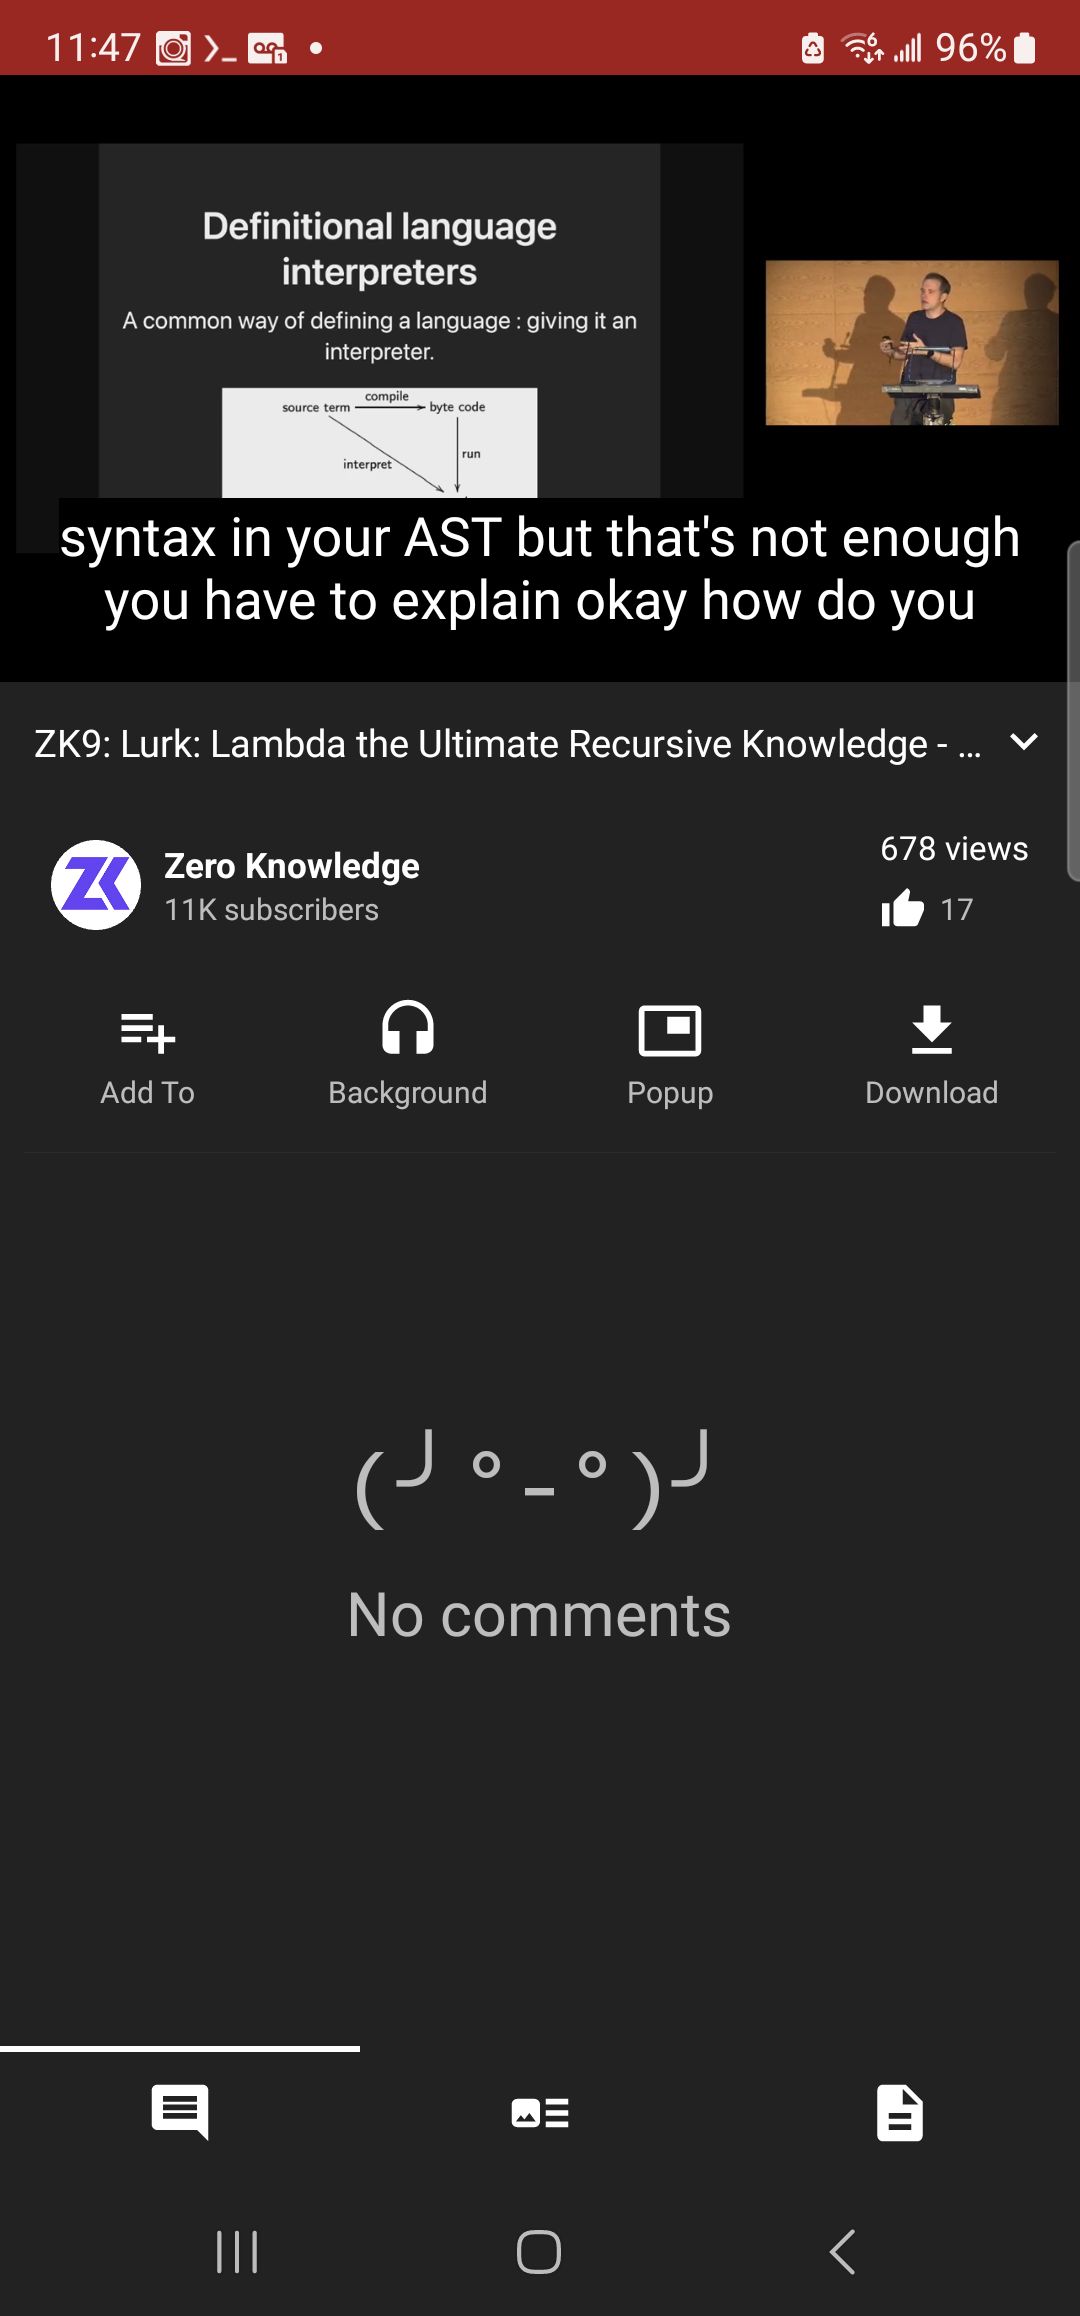 11:47
96%
Definitional language
interpreters
A common way of defining a language : giving it an
interpreter.
compile
source term
byte code
interpret
run
syntax in your AST but that's not enough
you have to explain okay how do you
ZK9: Lurk: Lambda the Ultimate Recursive Knowledge - ...
Zero Knowledge
678 views
11K subscribers
17
Add To
Background
Popup
Download
(╯°-°)╯
No comments